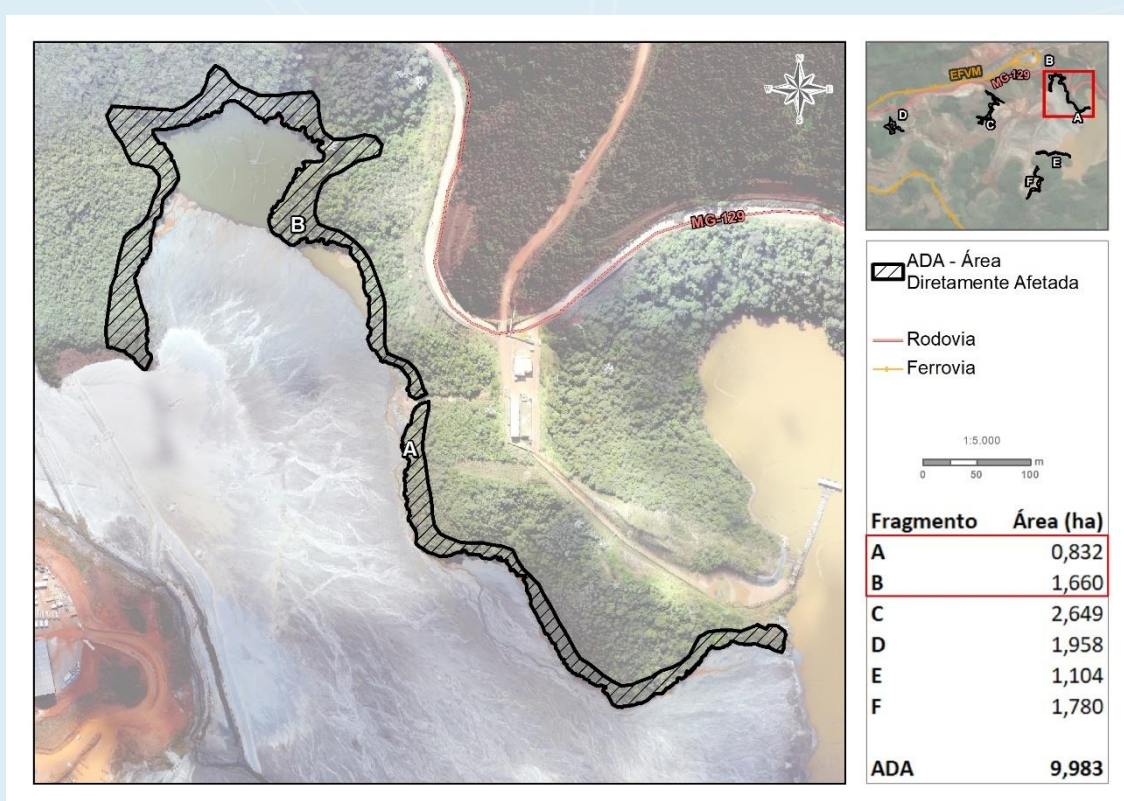 B
A
MG-129
N
W E
S
EFVM
MG-129
B
D
C
A
E
F
ADA - Área
Diretamente Afetada
Rodovia
Ferrovia
1:5.000
0 50 100 m
Fragmento Área (ha)
A 0,832
B 1,660
C 2,649
D 1,958
E 1,104
F 1,780
ADA 9,983